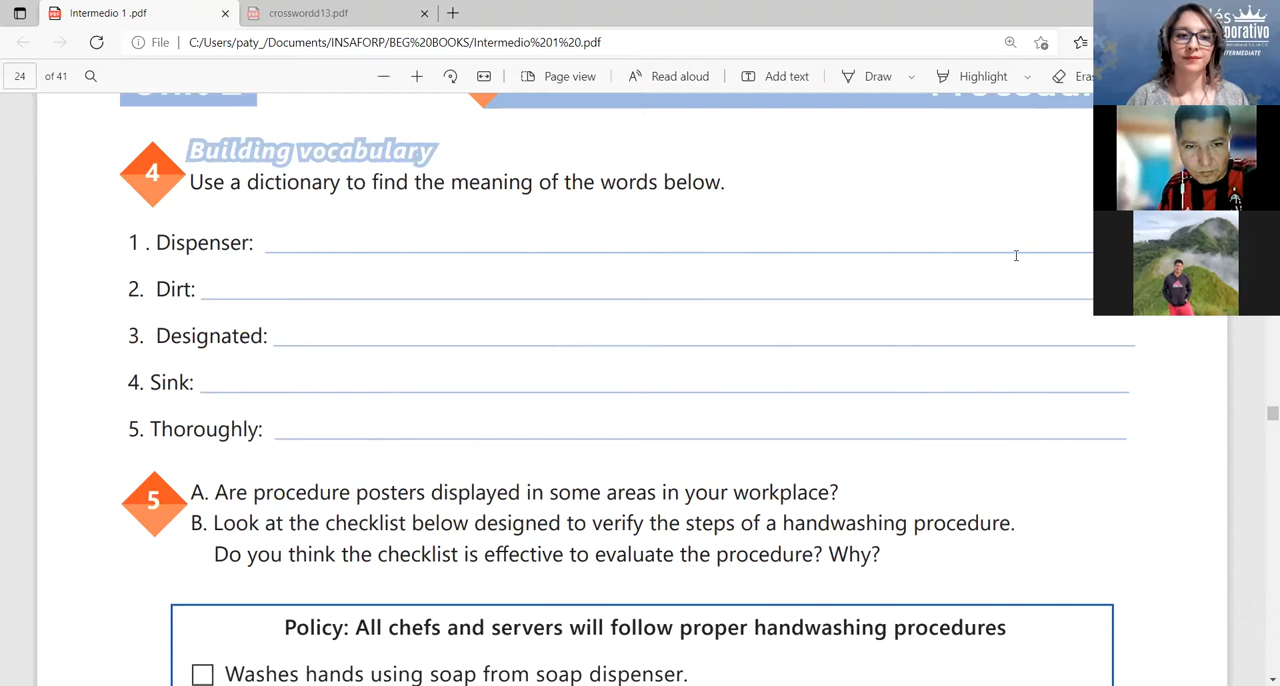 Intermedio 1 .pdf
crosswordd13.pdf
File
C:/Users/paty_/Documents/INSAFORP/BEG%20BOOKS/Intermedio%201%20.pdf
24 of 41
Page view
Read aloud
Add text
Draw
Highlight
lés
porativo
INTERMEDIATE
4
Building vocabulary
Use a dictionary to find the meaning of the words below.
1 . Dispenser:
2. Dirt:
3. Designated:
4. Sink:
5. Thoroughly:
5
A. Are procedure posters displayed in some areas in your workplace?
B. Look at the checklist below designed to verify the steps of a handwashing procedure.
Do you think the checklist is effective to evaluate the procedure? Why?
Policy: All chefs and servers will follow proper handwashing procedures
Washes hands using soap from soap dispenser.